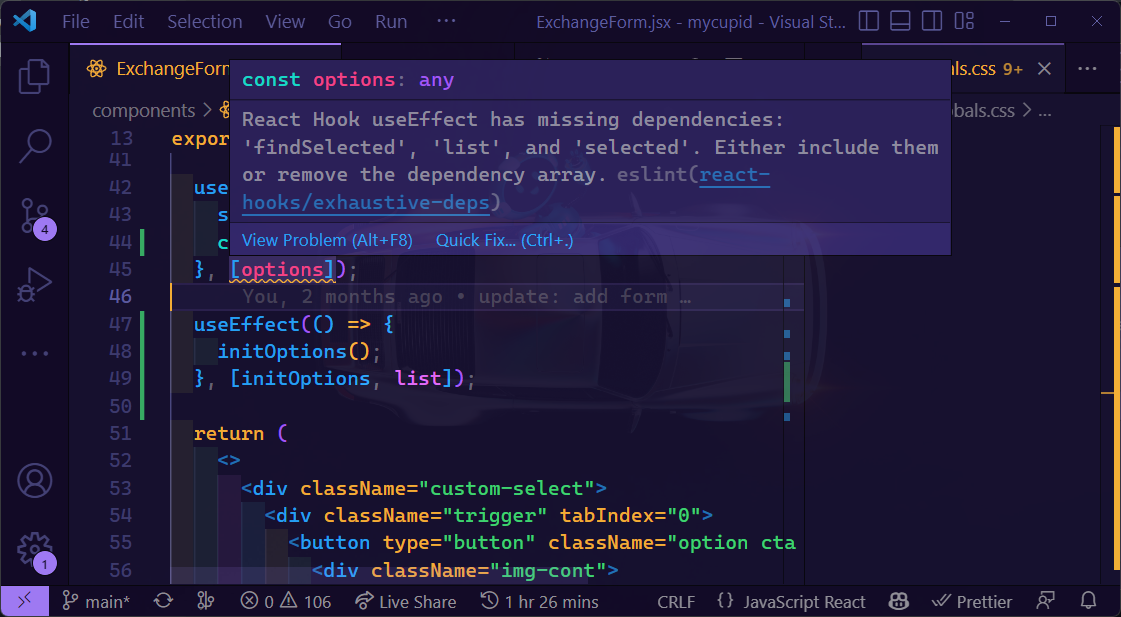 File Edit Selection View Go Run ··· ExchangeForm.jsx - mycupid - Visual St...
ExchangeForm
ls.css 9+
components >
bals.css > ...
const options: any
React Hook useEffect has missing dependencies:
'findSelected', 'list', and 'selected'. Either include them
or remove the dependency array. eslint(react-
hooks/exhaustive-deps)
View Problem (Alt+F8) Quick Fix... (Ctrl+.)
13 expor
41
42 use
43 s
44 c
45 }, [options]);
46 You, 2 months ago • update: add form …
47 useEffect(() => {
48 initOptions();
49 }, [initOptions, list]);
50
51 return (
52 <>
53 <div className="custom-select">
54 <div className="trigger" tabIndex="0">
55 <button type="button" className="option cta
56 <div className="img-cont">
4
1
main* 0 106 Live Share 1 hr 26 mins CRLF {} JavaScript React Prettier